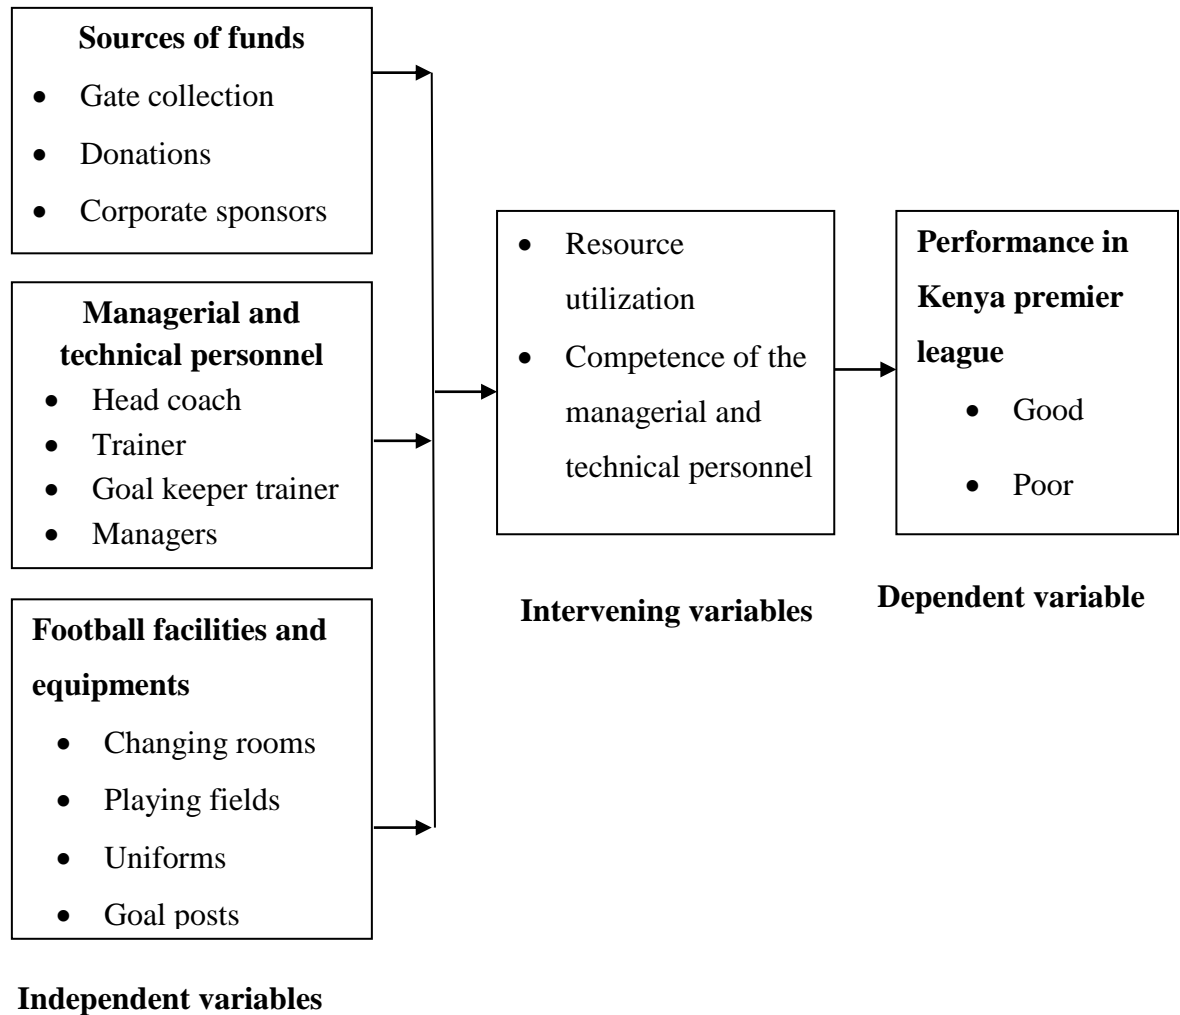 Sources of funds
• Gate collection
• Donations
• Corporate sponsors
Managerial and
technical personnel
• Head coach
• Trainer
• Goal keeper trainer
• Managers
Football facilities and
equipments
• Changing rooms
• Playing fields
• Uniforms
• Goal posts
Independent variables
• Resource
utilization
• Competence of the
managerial and
technical personnel
Intervening variables
Performance in
Kenya premier
league
• Good
• Poor
Dependent variable